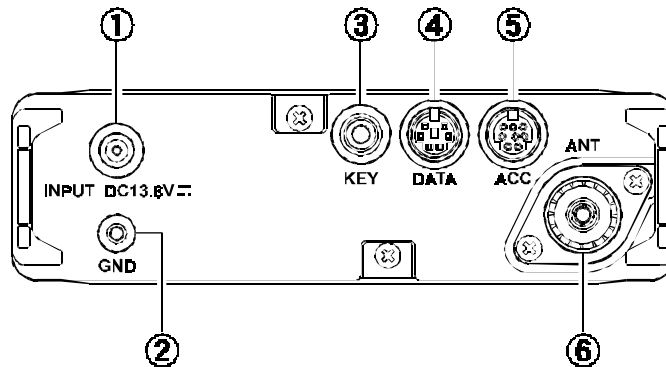 ① ③ ④ ⑤
ANT
KEY DATA ACC
INPUT DC13.8V⎓
GND
② ⑥